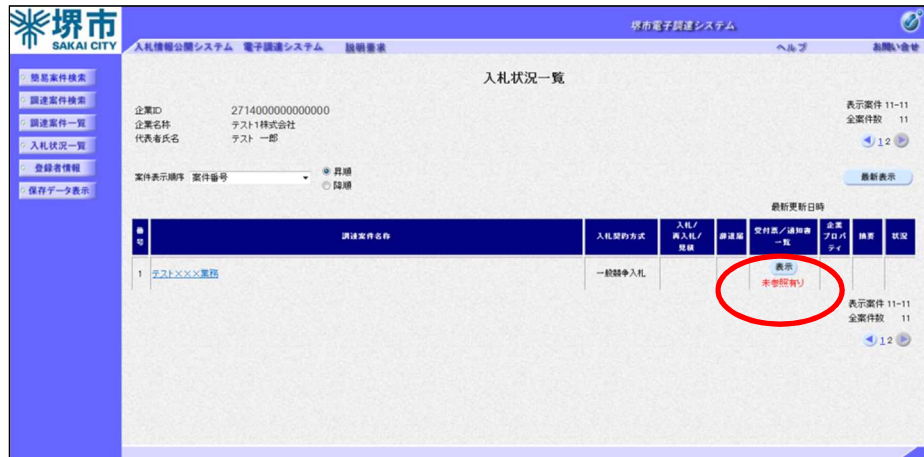 堺市
SAKAI CITY
堺市電子調達システム
入札情報公開システム 電子調達システム 説明要求 ヘルプ お問い合せ
簡易案件検索
調達案件検索
調達案件一覧
入札状況一覧
登録者情報
保存データ表示
入札状況一覧
企業ID 2714000000000000
企業名称 テスト1株式会社
代表者氏名 テスト 一郎
表示案件 11-11
全案件数 11
1 2
案件表示順序 案件番号
昇順
降順
最新表示
最新更新日時
番号 調達案件名称 入札契約方式 入札/再入札/見積 辞退届 受付票/通知書一覧 企業プロパティ 摘要 状況
1 テスト×××業務 一般競争入札 表示
未参照有り
表示案件 11-11
全案件数 11
1 2